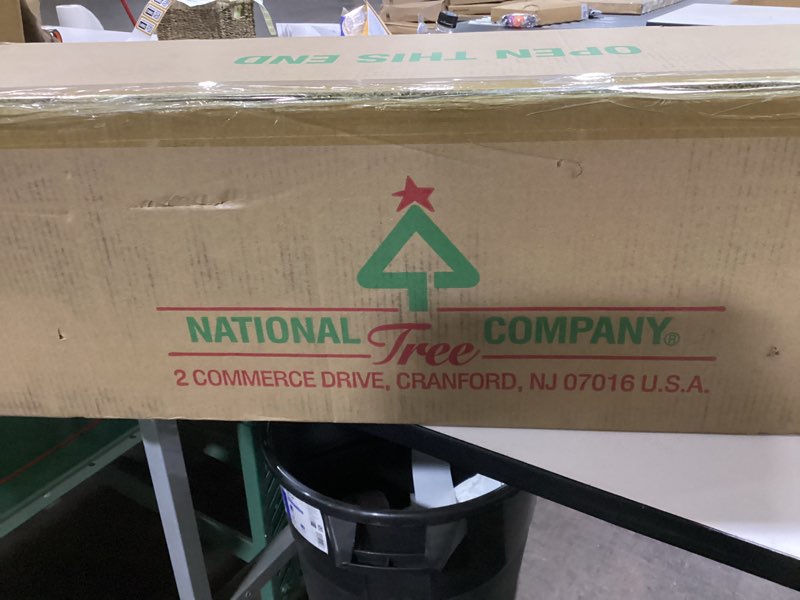 OPEN THIS END
NATIONAL Tree COMPANY®
2 COMMERCE DRIVE, CRANFORD, NJ 07016 U.S.A.